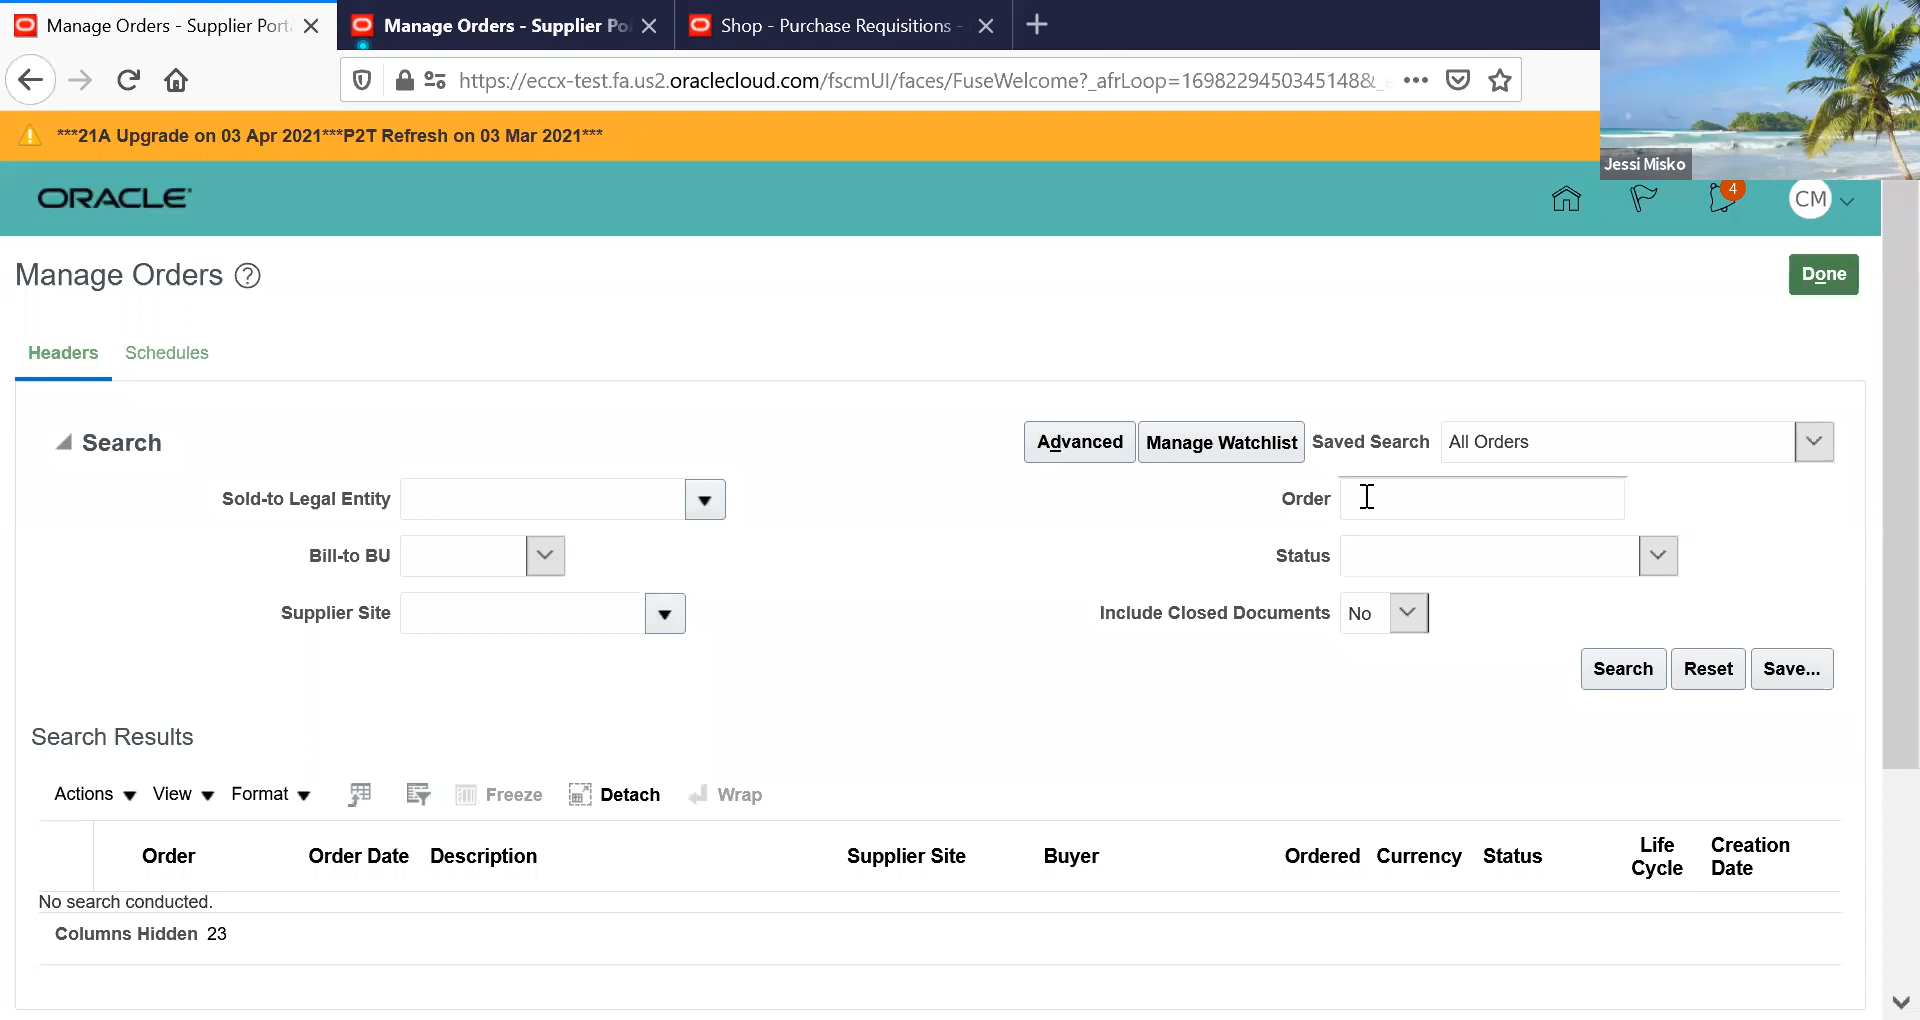 Manage Orders - Supplier Port
Manage Orders - Supplier Po
Shop - Purchase Requisitions -
https://eccx-test.fa.us2.oraclecloud.com/fscmUI/faces/FuseWelcome?_afrLoop=1698229450345148&_
***21A Upgrade on 03 Apr 2021***P2T Refresh on 03 Mar 2021***
Jessi Misko
ORACLE
4
CM
Manage Orders
Done
Headers Schedules
Search
Advanced Manage Watchlist Saved Search All Orders
Sold-to Legal Entity Order
Bill-to BU Status
Supplier Site Include Closed Documents No
Search Reset Save...
Search Results
Actions View Format Freeze Detach Wrap
Order Order Date Description Supplier Site Buyer Ordered Currency Status Life Cycle Creation Date
No search conducted.
Columns Hidden 23